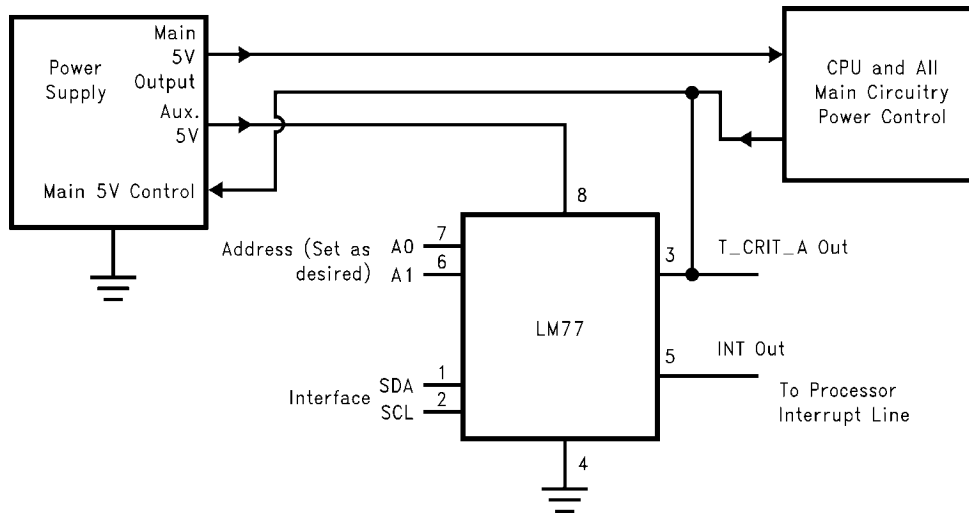 Main
5V
Output
Power
Supply
Aux.
5V
Main 5V Control
CPU and All
Main Circuitry
Power Control
8
Address (Set as
desired)
A0
7
A1
6
3
T_CRIT_A Out
LM77
5
INT Out
Interface
SDA
1
SCL
2
To Processor
Interrupt Line
4